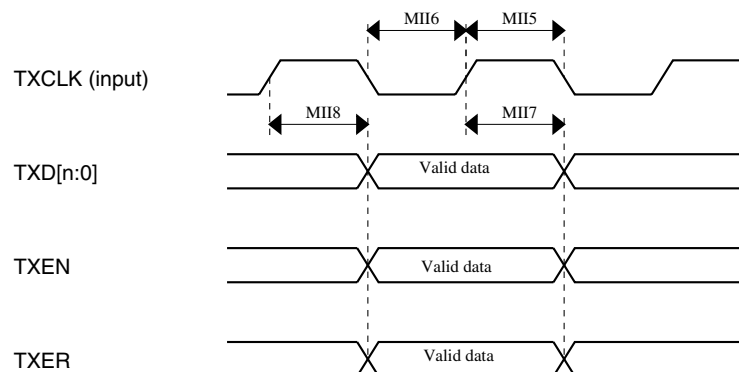 MII6 MII5
TXCLK (input)
MII8 MII7
TXD[n:0] Valid data
TXEN Valid data
TXER Valid data